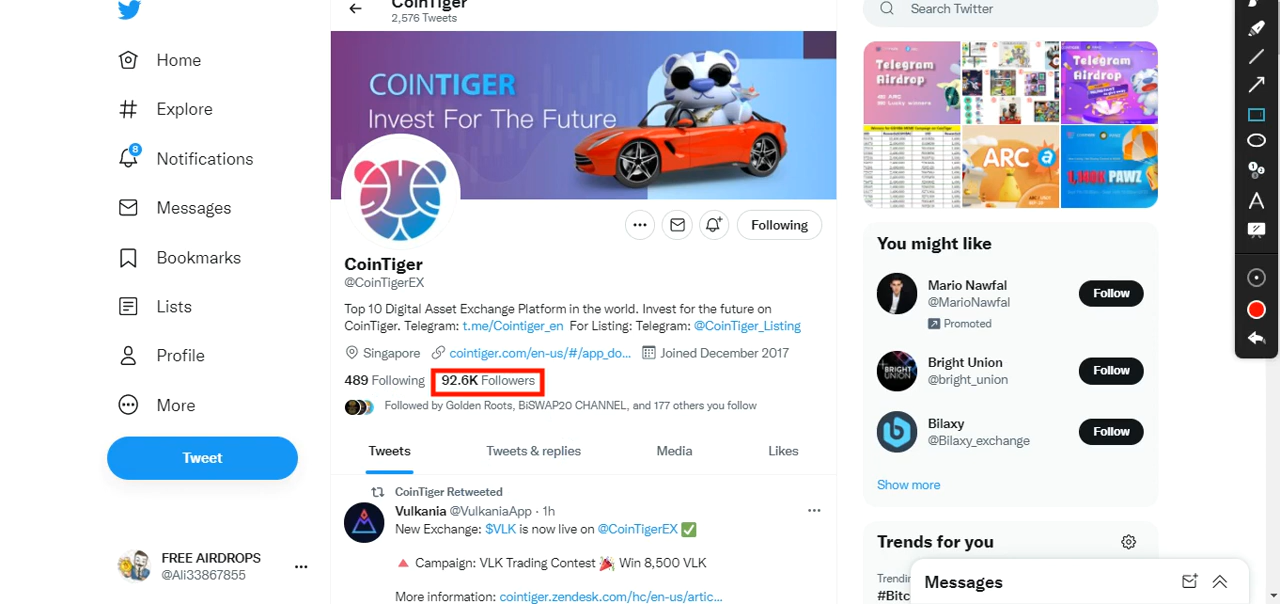 CoinTiger
2,576 Tweets
Search Twitter
Home
Explore
8
Notifications
Messages
Bookmarks
Lists
Profile
More
Tweet
FREE AIRDROPS
@Ali33867855
COINTIGER
Invest For The Future
Following
CoinTiger
@CoinTigerEX
Top 10 Digital Asset Exchange Platform in the world. Invest for the future on
CoinTiger. Telegram: t.me/Cointiger_en For Listing: Telegram: @CoinTiger_Listing
Singapore cointiger.com/en-us/#/app_do... Joined December 2017
489 Following 92.6K Followers
Followed by Golden Roots, BiSWAP20 CHANNEL, and 177 others you follow
Tweets Tweets & replies Media Likes
CoinTiger Retweeted
Vulkania @VulkaniaApp · 1h
New Exchange: $VLK is now live on @CoinTigerEX ✅
🔺 Campaign: VLK Trading Contest 🎉 Win 8,500 VLK
More information: cointiger.zendesk.com/hc/en-us/artic...
Telegram
Airdrop
Telegram
Airdrop
ARC
PAWZ
You might like
Mario Nawfal
@MarioNawfal
Promoted
Follow
Bright Union
@bright_union
Follow
Bilaxy
@Bilaxy_exchange
Follow
Show more
Trends for you
Messages